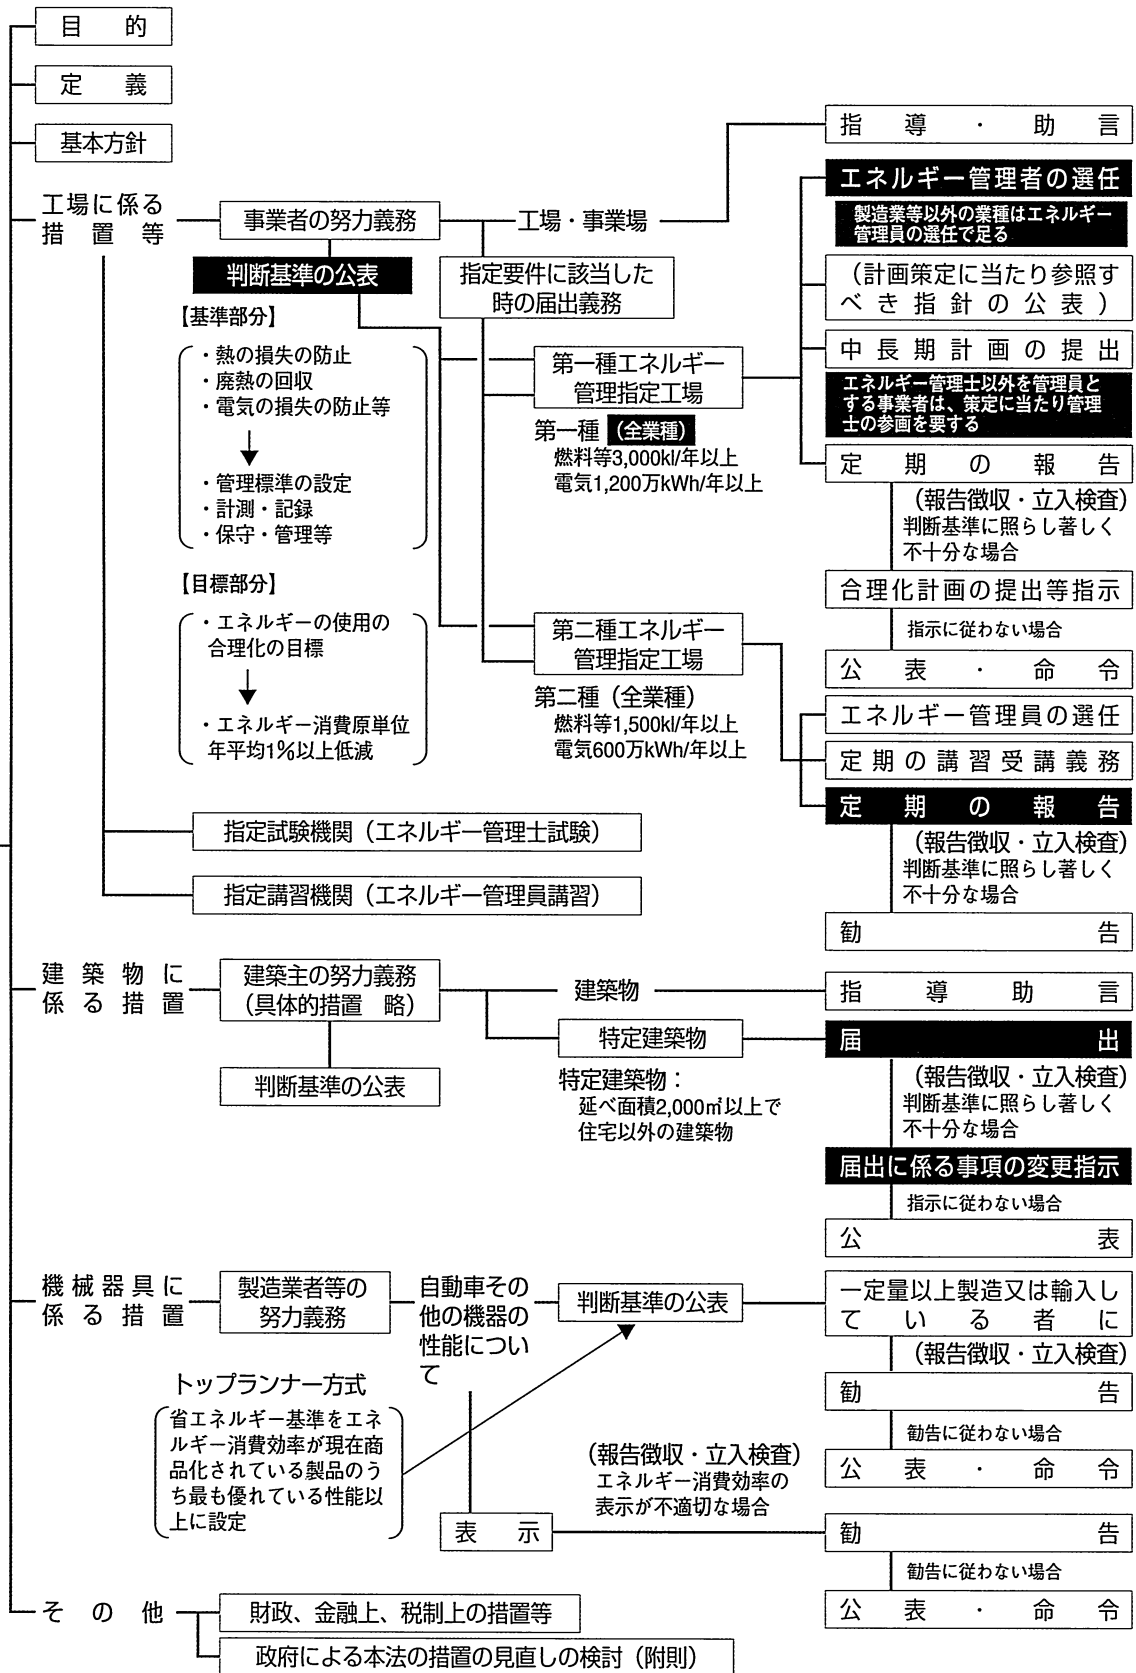 目的
定義
基本方針
工場に係る
措置等
事業者の努力義務
工場・事業場
指導・助言
判断基準の公表
指定要件に該当した
時の届出義務
【基準部分】
・熱の損失の防止
・廃熱の回収
・電気の損失の防止等
・管理標準の設定
・計測・記録
・保守・管理等
【目標部分】
・エネルギーの使用の
合理化の目標
・エネルギー消費原単位
年平均1％以上低減
第一種エネルギー
管理指定工場
第一種（全業種）
燃料等3,000kl/年以上
電気1,200万kWh/年以上
エネルギー管理者の選任
製造業等以外の業種はエネルギー
管理員の選任で足る
（計画策定に当たり参照す
べき指針の公表）
中長期計画の提出
エネルギー管理士以外を管理員と
する事業者は、策定に当たり管理
士の参画を要する
定期の報告
（報告徴収・立入検査）
判断基準に照らし著しく
不十分な場合
合理化計画の提出等指示
指示に従わない場合
公表・命令
第二種エネルギー
管理指定工場
第二種（全業種）
燃料等1,500kl/年以上
電気600万kWh/年以上
エネルギー管理員の選任
定期の講習受講義務
定期の報告
（報告徴収・立入検査）
判断基準に照らし著しく
不十分な場合
勧告
指定試験機関（エネルギー管理士試験）
指定講習機関（エネルギー管理員講習）
建築物に
係る措置
建築主の努力義務
（具体的措置　略）
判断基準の公表
建築物
指導助言
特定建築物
特定建築物：
延べ面積2,000㎡以上で
住宅以外の建築物
届出
（報告徴収・立入検査）
判断基準に照らし著しく
不十分な場合
届出に係る事項の変更指示
指示に従わない場合
公表
機械器具に
係る措置
製造業者等の
努力義務
自動車その
他の機器の
性能につい
て
判断基準の公表
一定量以上製造又は輸入し
ている者に
（報告徴収・立入検査）
勧告
勧告に従わない場合
公表・命令
トップランナー方式
省エネルギー基準をエネ
ルギー消費効率が現在商
品化されている製品のう
ち最も優れている性能以
上に設定
（報告徴収・立入検査）
エネルギー消費効率の
表示が不適切な場合
表示
勧告
勧告に従わない場合
公表・命令
その他
財政、金融上、税制上の措置等
政府による本法の措置の見直しの検討（附則）